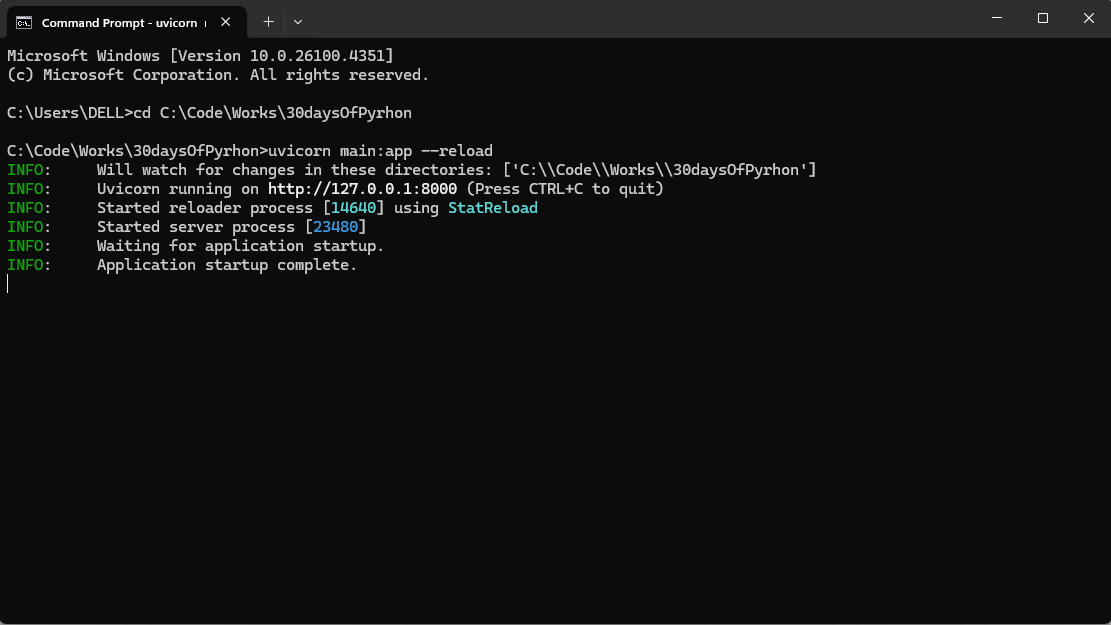 Command Prompt - uvicorn
Microsoft Windows [Version 10.0.26100.4351]
(c) Microsoft Corporation. All rights reserved.
C:\Users\DELL>cd C:\Code\Works\30daysOfPyrhon
C:\Code\Works\30daysOfPyrhon>uvicorn main:app --reload
INFO:     Will watch for changes in these directories: ['C:\\Code\\Works\\30daysOfPyrhon']
INFO:     Uvicorn running on http://127.0.0.1:8000 (Press CTRL+C to quit)
INFO:     Started reloader process [14640] using StatReload
INFO:     Started server process [23480]
INFO:     Waiting for application startup.
INFO:     Application startup complete.